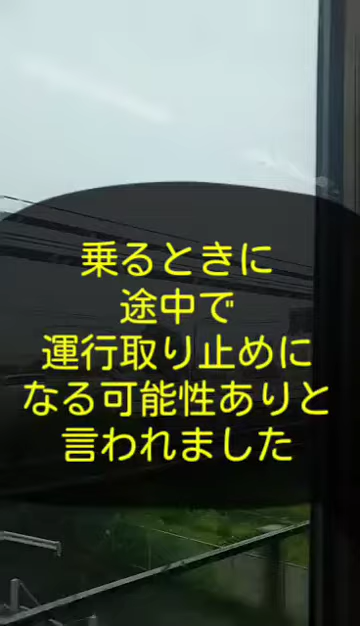 乗るときに
途中で
運行取り止めに
なる可能性ありと
言われました